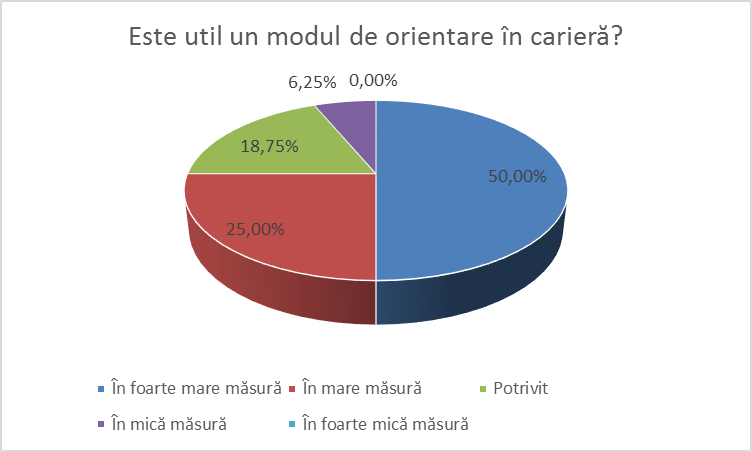 Este util un modul de orientare în carieră?
6,25% 0,00%
18,75%
50,00%
25,00%
În foarte mare măsură În mare măsură Potrivit
În mică măsură În foarte mică măsură